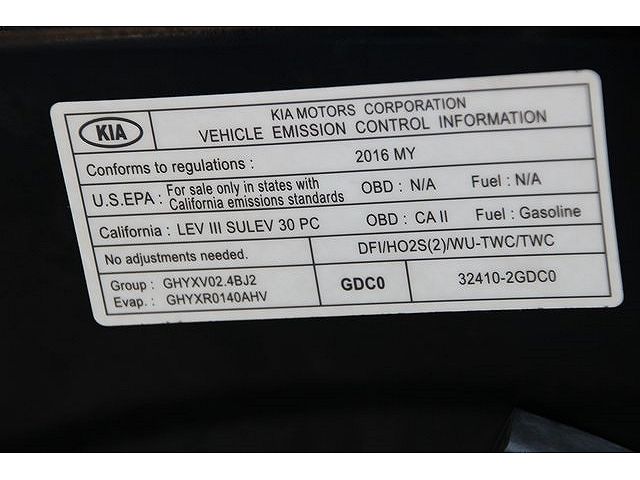 KIA
KIA MOTORS CORPORATION
VEHICLE EMISSION CONTROL INFORMATION
Conforms to regulations : 2016 MY
U.S.EPA : For sale only in states with California emissions standards OBD : N/A Fuel : N/A
California : LEV III SULEV 30 PC OBD : CA II Fuel : Gasoline
No adjustments needed. DFI/HO2S(2)/WU-TWC/TWC
Group : GHYXV02.4BJ2
Evap. : GHYXR0140AHV
GDC0
32410-2GDC0